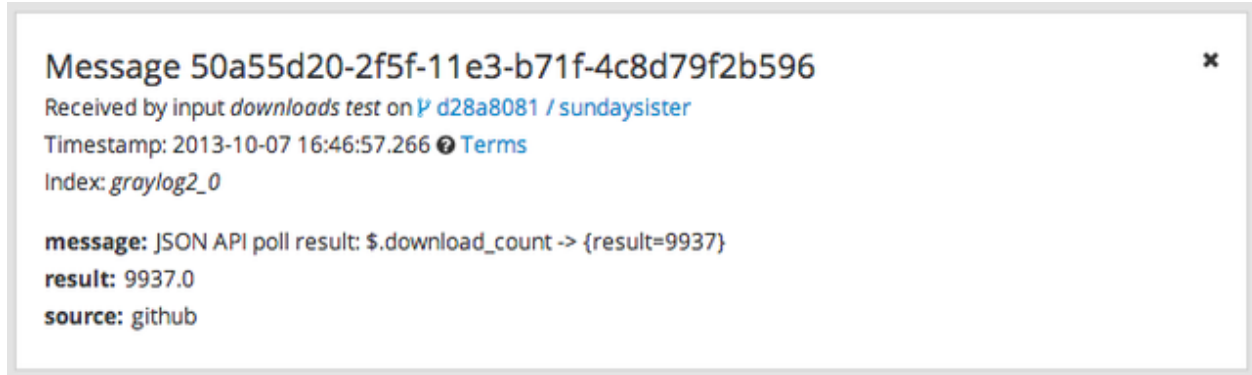 Message 50a55d20-2f5f-11e3-b71f-4c8d79f2b596
Received by input downloads test on d28a8081 / sundaysister
Timestamp: 2013-10-07 16:46:57.266 Terms
Index: graylog2_0
message: JSON API poll result: $.download_count -> {result=9937}
result: 9937.0
source: github